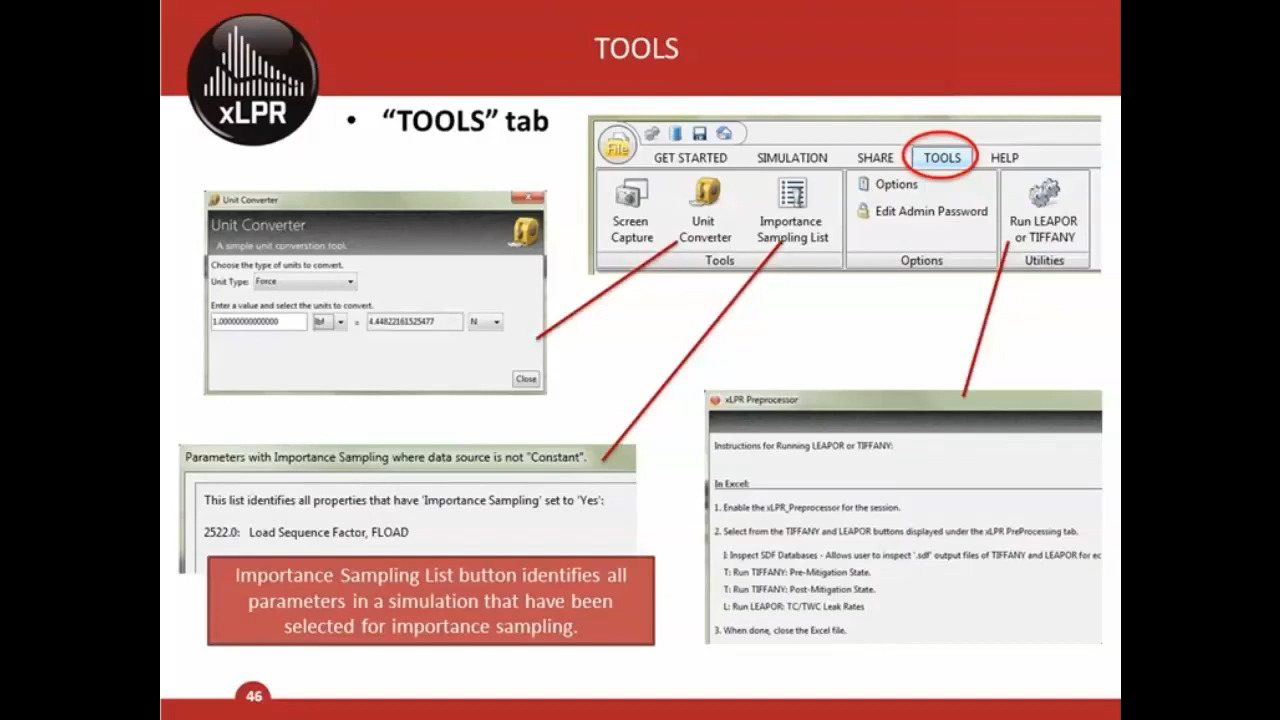 TOOLS
xLPR
• “TOOLS” tab
File
GET STARTED SIMULATION SHARE TOOLS HELP
Screen Capture
Unit Converter
Importance Sampling List
Tools
Options
Edit Admin Password
Options
Run LEAPOR or TIFFANY
Utilities
Unit Converter
Unit Converter
A simple unit converstion tool.
Choose the type of units to convert.
Unit Type: Force
Enter a value and select the units to convert.
1.00000000000000 lbf = 4.44822161525477 N
Close
Parameters with Importance Sampling where data source is not "Constant".
This list identifies all properties that have 'Importance Sampling' set to 'Yes':
2522.0: Load Sequence Factor, FLOAD
Importance Sampling List button identifies all
parameters in a simulation that have been
selected for importance sampling.
xLPR Preprocessor
Instructions for Running LEAPOR or TIFFANY:
In Excel:
1. Enable the xLPR_Preprocessor for the session.
2. Select from the TIFFANY and LEAPOR buttons displayed under the xLPR PreProcessing tab.
I: Inspect SDF Databases - Allows user to inspect '.sdf' output files of TIFFANY and LEAPOR for ec
T: Run TIFFANY: Pre-Mitigation State.
T: Run TIFFANY: Post-Mitigation State.
L: Run LEAPOR: TC/TWC Leak Rates
3. When done, close the Excel file.
46